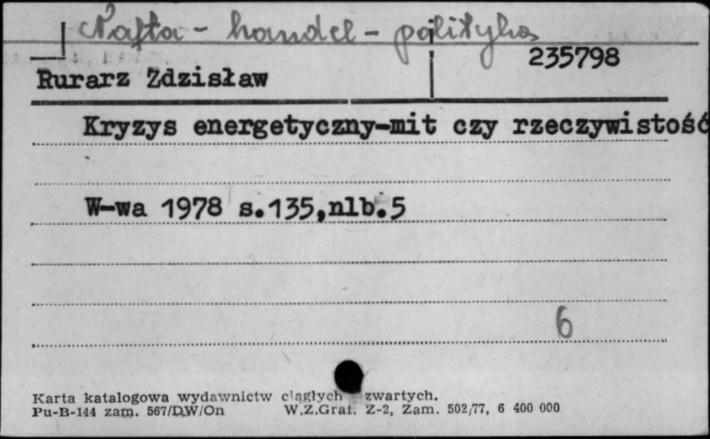 Nafta - handel - polityka
235798
Rurarz Zdzisław
Kryzys energetyczny-mit czy rzeczywistość
W-wa 1978 s.135,nlb.5
6
Karta katalogowa wydawnictw ciągłych zwartych.
Pu-B-144 zam. 567/D.W/On W.Z.Graf. Z-2, Zam. 502/77, 6 400 000